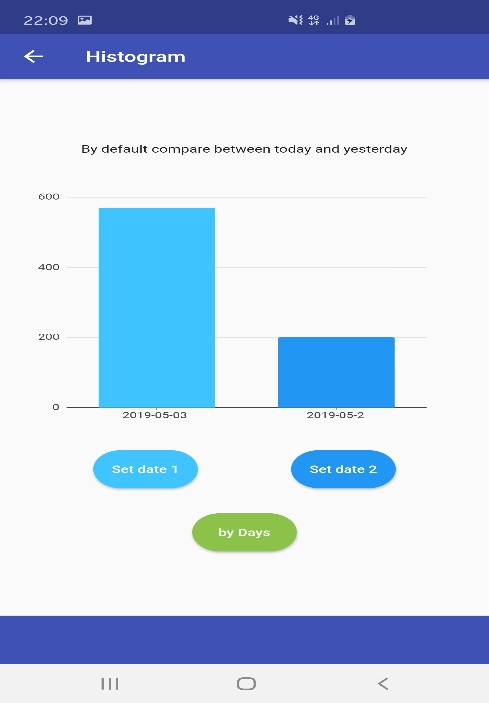 22:09 4G
Histogram
By default compare between today and yesterday
600
400
200
0
2019-05-03 2019-05-2
Set date 1 Set date 2
by Days